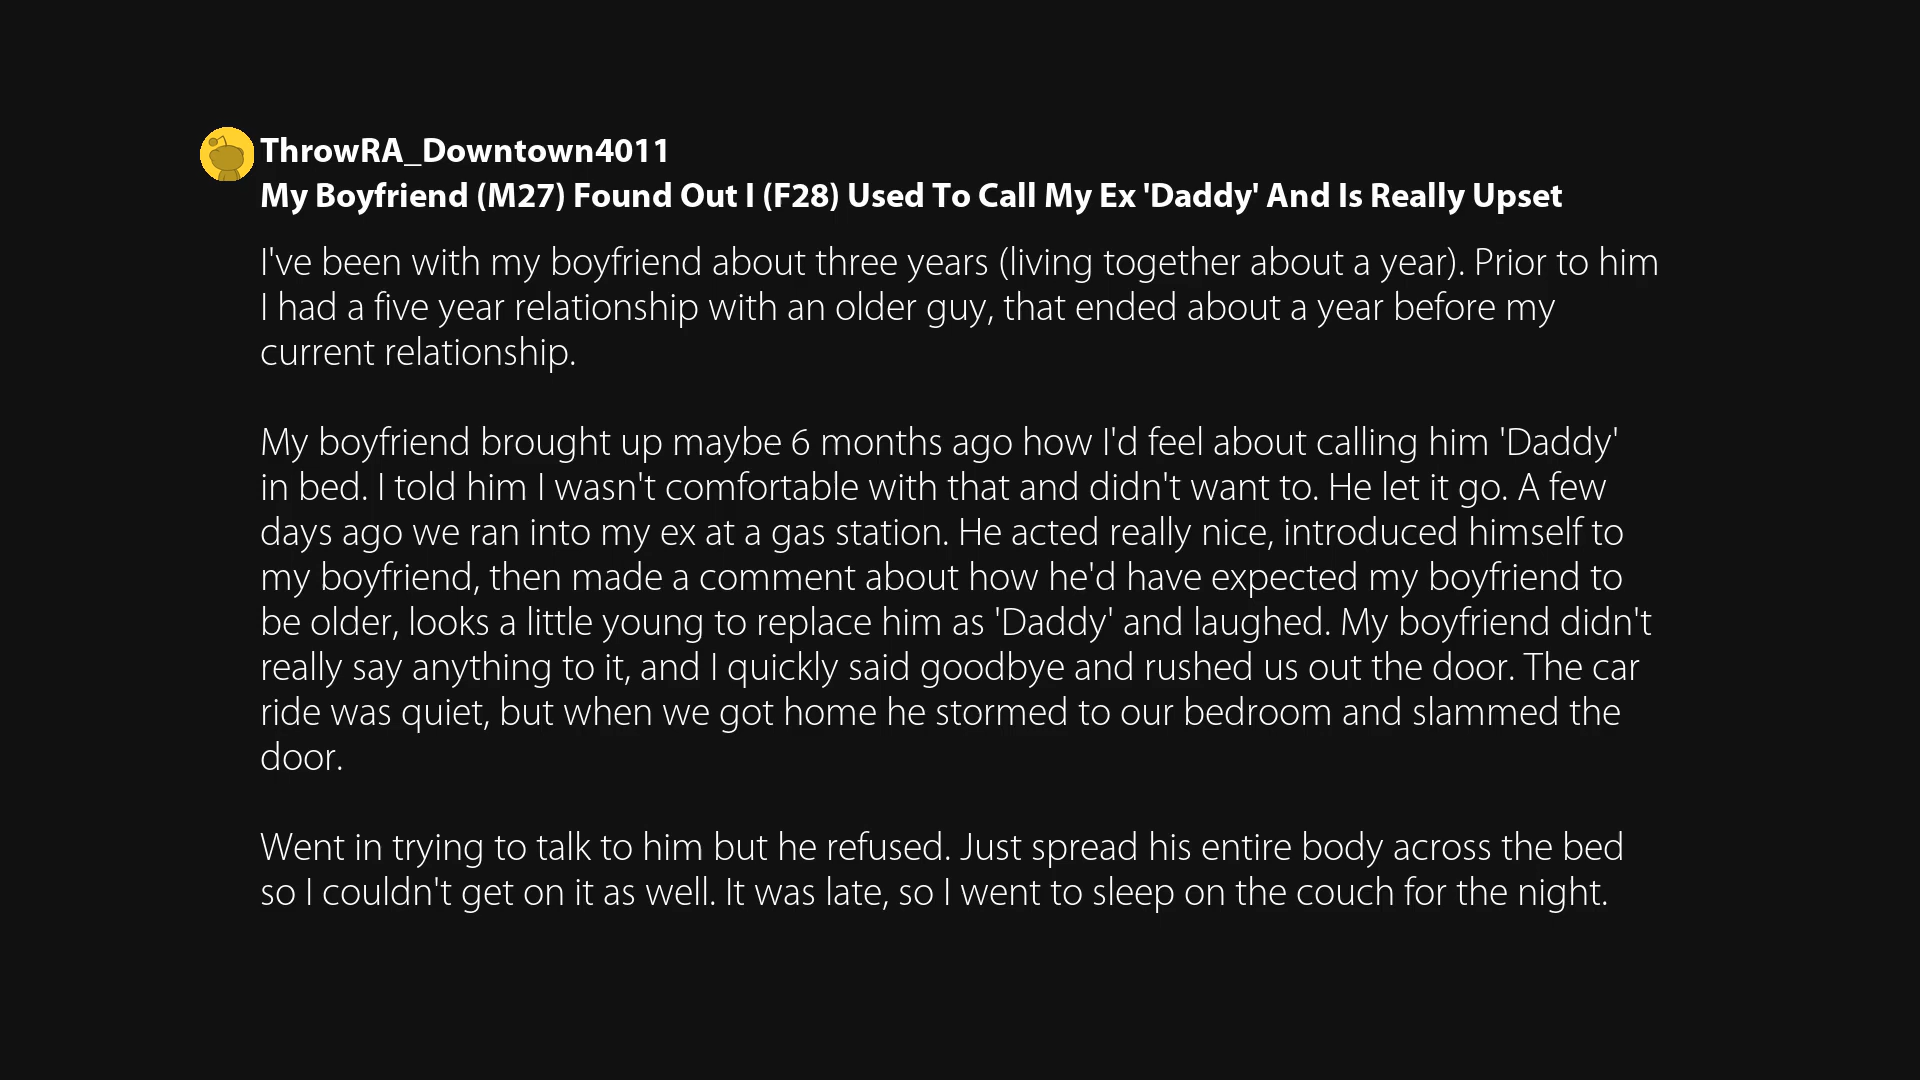 ThrowRA_Downtown4011
My Boyfriend (M27) Found Out I (F28) Used To Call My Ex 'Daddy' And Is Really Upset
I've been with my boyfriend about three years (living together about a year). Prior to him
I had a five year relationship with an older guy, that ended about a year before my
current relationship.
My boyfriend brought up maybe 6 months ago how I'd feel about calling him 'Daddy'
in bed. I told him I wasn't comfortable with that and didn't want to. He let it go. A few
days ago we ran into my ex at a gas station. He acted really nice, introduced himself to
my boyfriend, then made a comment about how he'd have expected my boyfriend to
be older, looks a little young to replace him as 'Daddy' and laughed. My boyfriend didn't
really say anything to it, and I quickly said goodbye and rushed us out the door. The car
ride was quiet, but when we got home he stormed to our bedroom and slammed the
door.
Went in trying to talk to him but he refused. Just spread his entire body across the bed
so I couldn't get on it as well. It was late, so I went to sleep on the couch for the night.